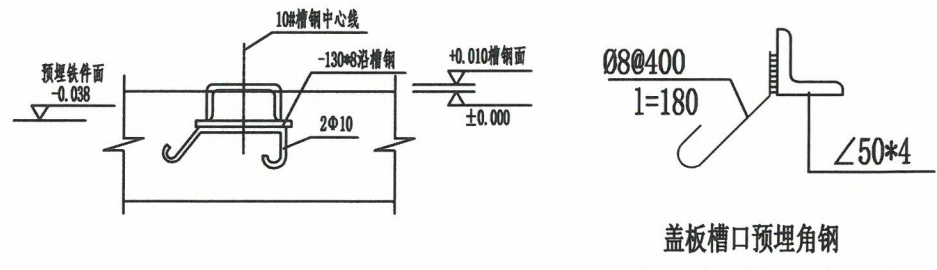 10#槽钢中心线
-130*8沿槽钢
+0.010槽钢面
预埋铁件面
-0.038
±0.000
2Φ10
Ø8@400
l=180
∠50*4
盖板槽口预埋角钢